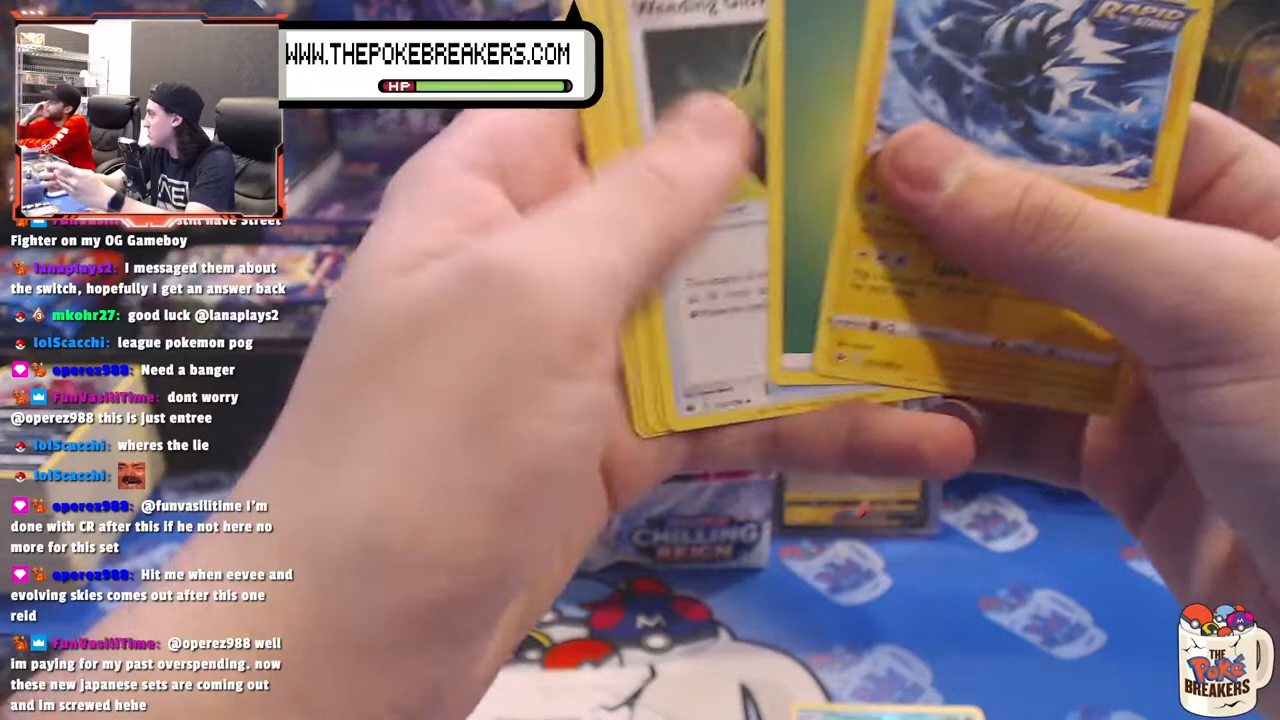 WWW.THEPOKEBREAKERS.COM
HP
RAPID
FunVasiliTime: still have Street
Fighter on my OG Gameboy
lanaplays2: I messaged them about
the switch, hopefully I get an answer back
mkohr27: good luck @lanaplays2
lolScacchi: league pokemon pog
operez988: Need a banger
FunVasiliTime: dont worry
@operez988 this is just entree
lolScacchi: wheres the lie
lolScacchi:
operez988: @funvasilitime I'm
done with CR after this if he not here no
more for this set
operez988: Hit me when eevee and
evolving skies comes out after this one
reid
FunVasiliTime: @operez988 well
im paying for my past overspending. now
these new japanese sets are coming out
and im screwed hehe
CHILLING
REIGN
THE
Poké
BREAKERS